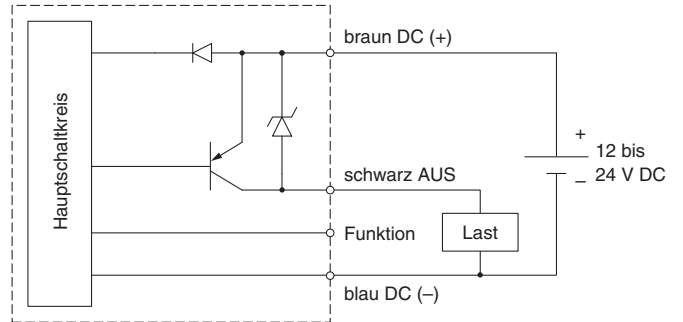 braun DC (+)
Hauptschaltkreis
+
12 bis
– 24 V DC
schwarz AUS
Funktion
Last
blau DC (–)